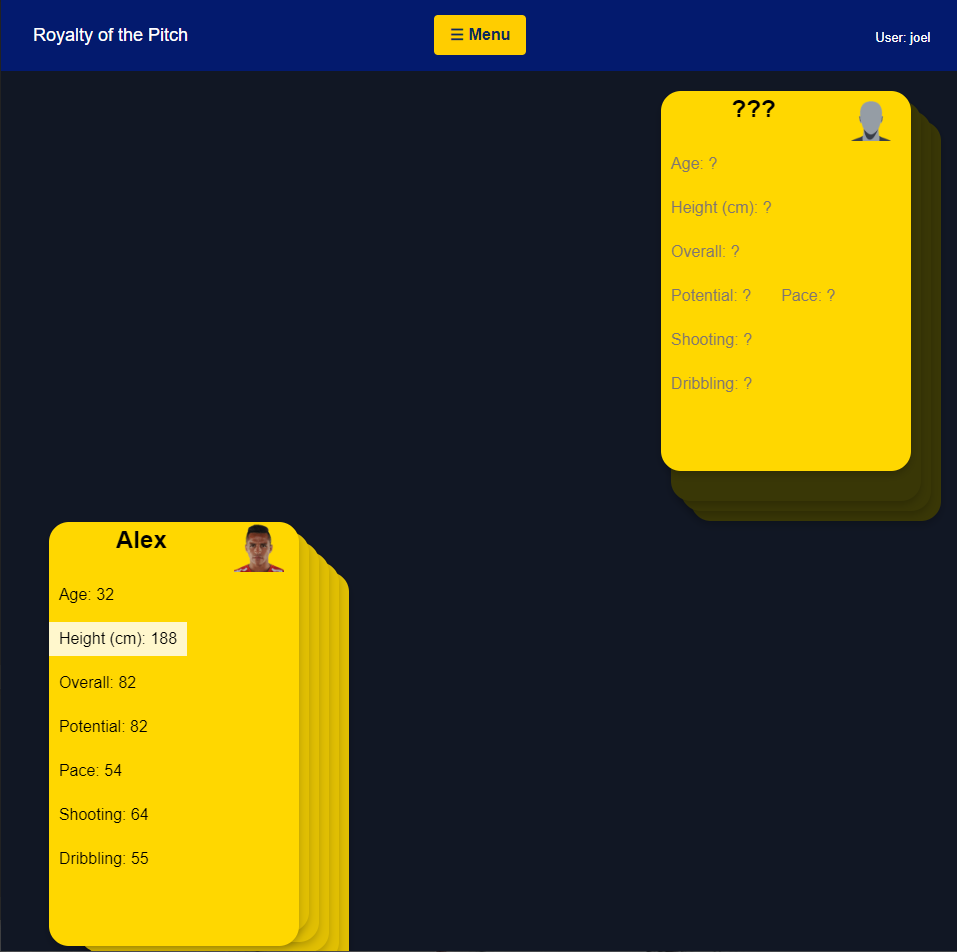 Royalty of the Pitch
☰ Menu
User: joel
???
Age: ?
Height (cm): ?
Overall: ?
Potential: ? Pace: ?
Shooting: ?
Dribbling: ?
Alex
Age: 32
Height (cm): 188
Overall: 82
Potential: 82
Pace: 54
Shooting: 64
Dribbling: 55